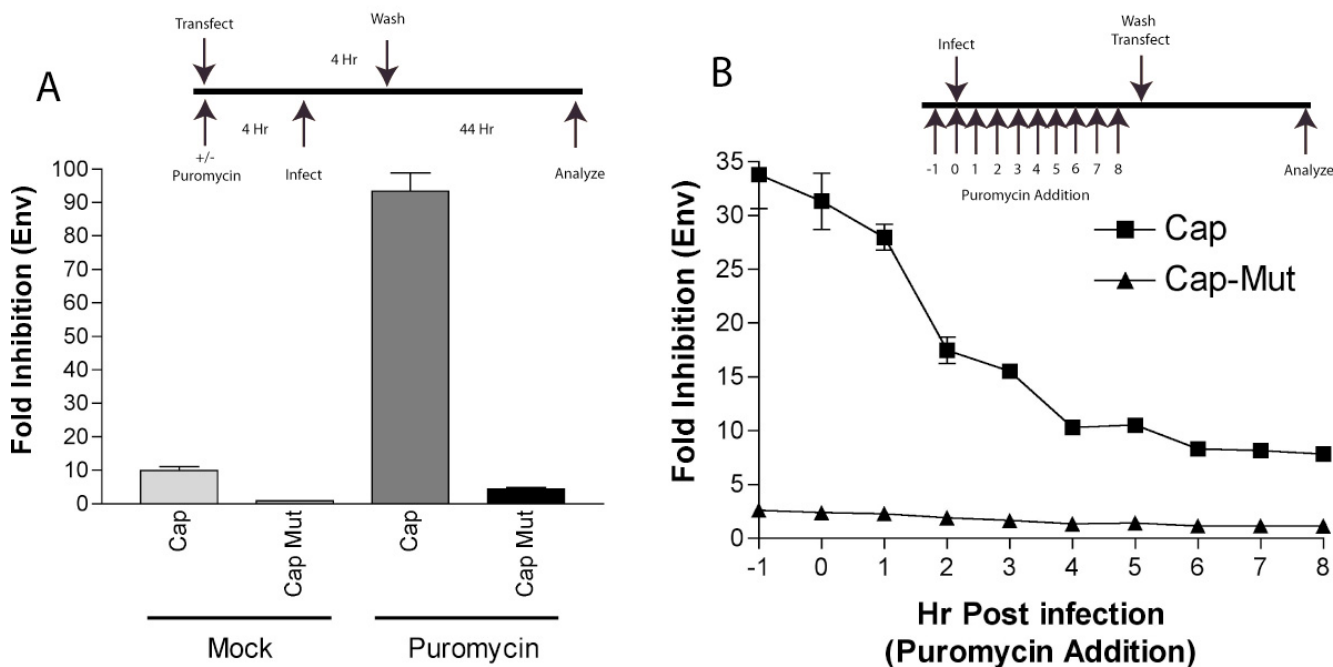 A
Transfect
Wash
4 Hr
4 Hr
44 Hr
+/-
Puromycin
Infect
Analyze
Fold Inhibition (Env)
100
90
80
70
60
50
40
30
20
10
0
Cap
Cap Mut
Cap
Cap Mut
Mock
Puromycin
B
Infect
Wash
Transfect
-1 0 1 2 3 4 5 6 7 8
Puromycin Addition
Analyze
Fold Inhibition (Env)
35
30
25
20
15
10
5
0
Cap
Cap-Mut
-1 0 1 2 3 4 5 6 7 8
Hr Post infection
(Puromycin Addition)